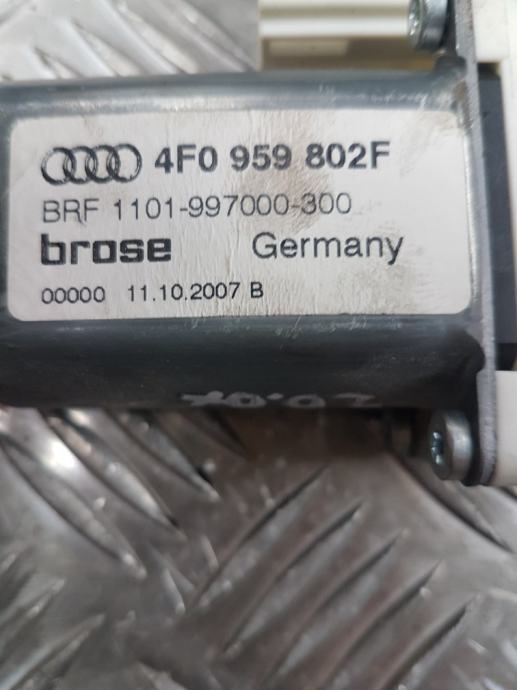 4F0 959 802F
BRF 1101-997000-300
brose Germany
00000 11.10.2007 B